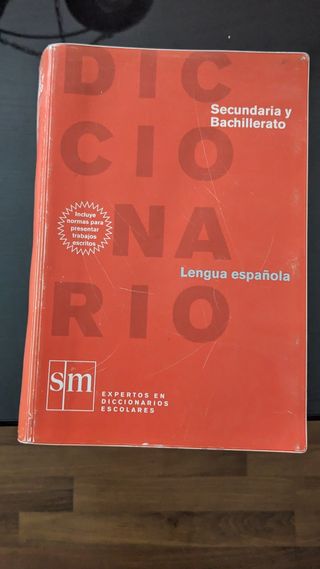 DIC
CIO
NA
RIO
Secundaria y
Bachillerato
Incluye
normas para
presentar
trabajos
escritos
Lengua española
sm
EXPERTOS EN
DICCIONARIOS
ESCOLARES